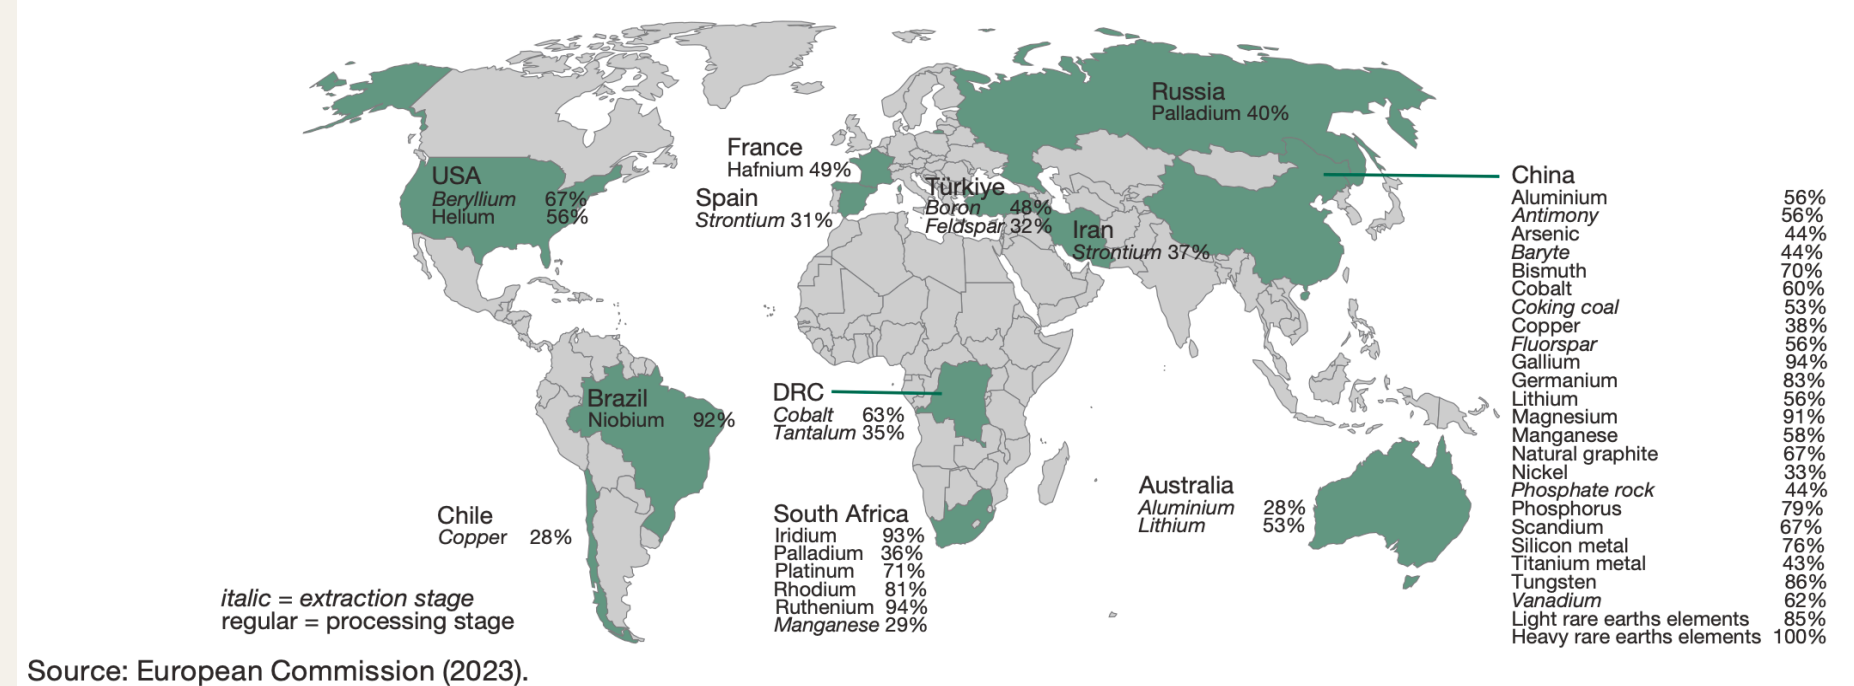 Russia
Palladium 40%
France
Hafnium 49%
Spain
Strontium 31%
USA
Beryllium 67%
Helium 56%
Türkiye
Boron 48%
Feldspar 32%
Iran
Strontium 37%
China
Aluminium 56%
Antimony 56%
Arsenic 44%
Baryte 44%
Bismuth 70%
Cobalt 60%
Coking coal 53%
Copper 38%
Fluorspar 56%
Gallium 94%
Germanium 83%
Lithium 56%
Magnesium 91%
Manganese 58%
Natural graphite 67%
Nickel 33%
Phosphate rock 44%
Phosphorus 79%
Scandium 67%
Silicon metal 76%
Titanium metal 43%
Tungsten 86%
Vanadium 62%
Light rare earths elements 85%
Heavy rare earths elements 100%
Brazil
Niobium 92%
DRC
Cobalt 63%
Tantalum 35%
Chile
Copper 28%
South Africa
Iridium 93%
Palladium 36%
Platinum 71%
Rhodium 81%
Ruthenium 94%
Manganese 29%
Australia
Aluminium 28%
Lithium 53%
italic = extraction stage
regular = processing stage
Source: European Commission (2023).